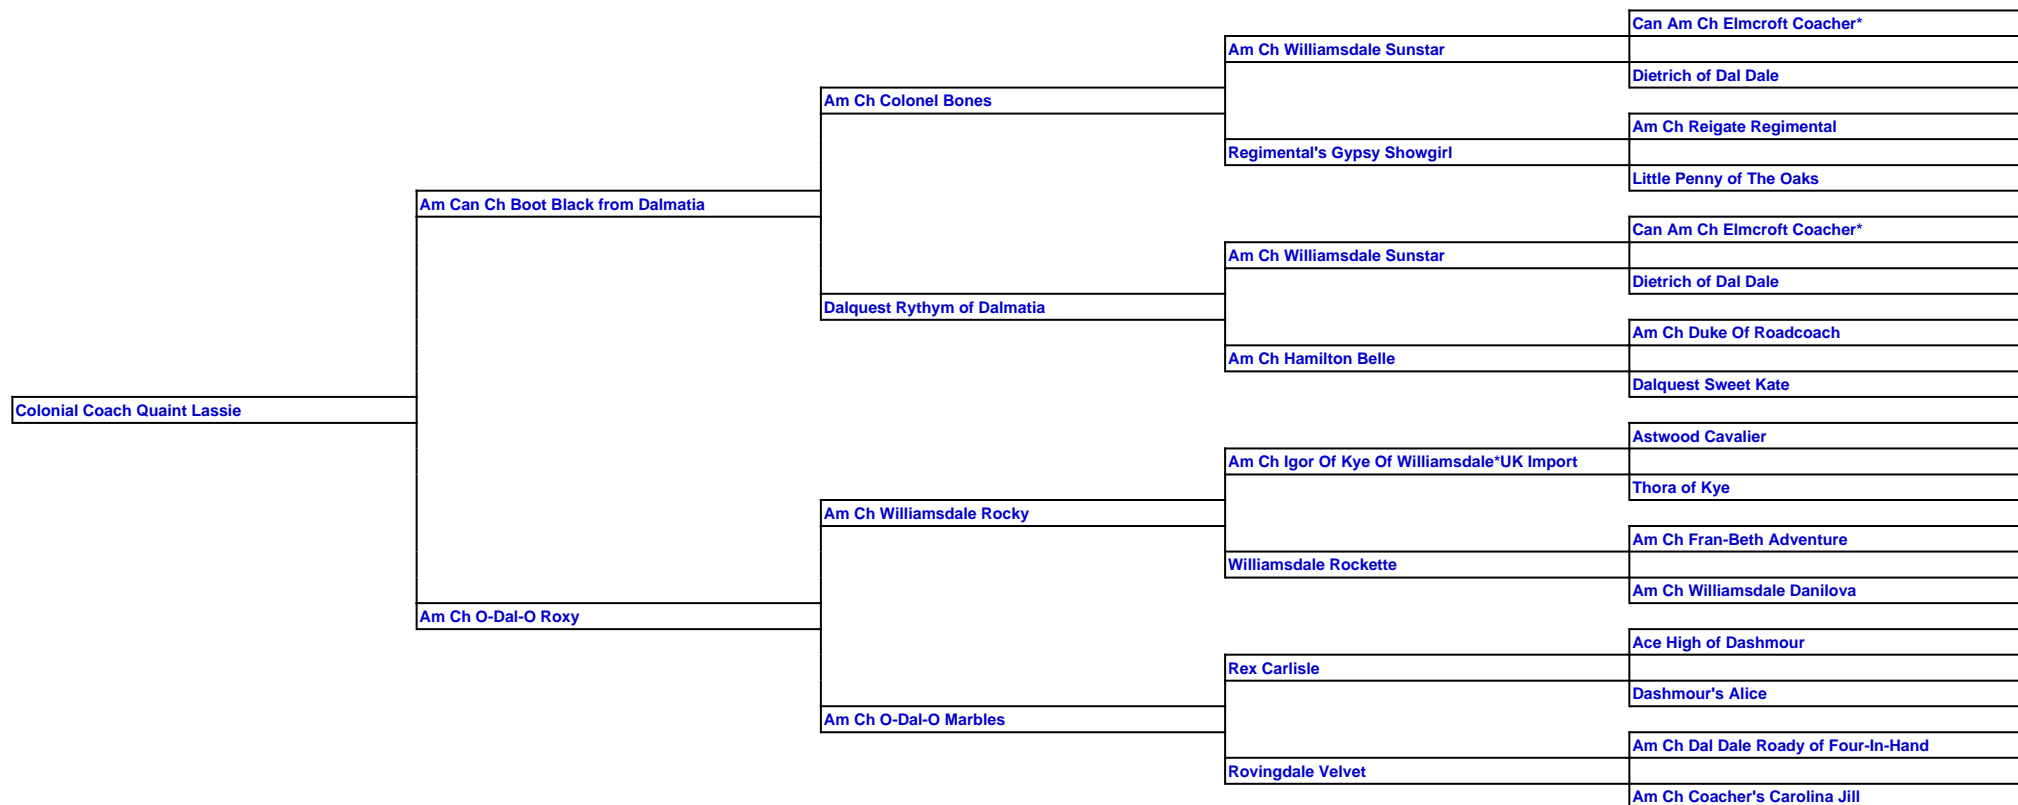 Can Am Ch Elmcroft Coacher*
Am Ch Williamsdale Sunstar
Dietrich of Dal Dale
Am Ch Colonel Bones
Am Ch Reigate Regimental
Regimental's Gypsy Showgirl
Little Penny of The Oaks
Am Can Ch Boot Black from Dalmatia
Can Am Ch Elmcroft Coacher*
Am Ch Williamsdale Sunstar
Dietrich of Dal Dale
Dalquest Rythym of Dalmatia
Am Ch Duke Of Roadcoach
Am Ch Hamilton Belle
Dalquest Sweet Kate
Colonial Coach Quaint Lassie
Astwood Cavalier
Am Ch Igor Of Kye Of Williamsdale*UK Import
Thora of Kye
Am Ch Williamsdale Rocky
Am Ch Fran-Beth Adventure
Williamsdale Rockette
Am Ch Williamsdale Danilova
Am Ch O-Dal-O Roxy
Ace High of Dashmour
Rex Carlisle
Dashmour's Alice
Am Ch O-Dal-O Marbles
Am Ch Dal Dale Roady of Four-In-Hand
Rovingdale Velvet
Am Ch Coacher's Carolina Jill